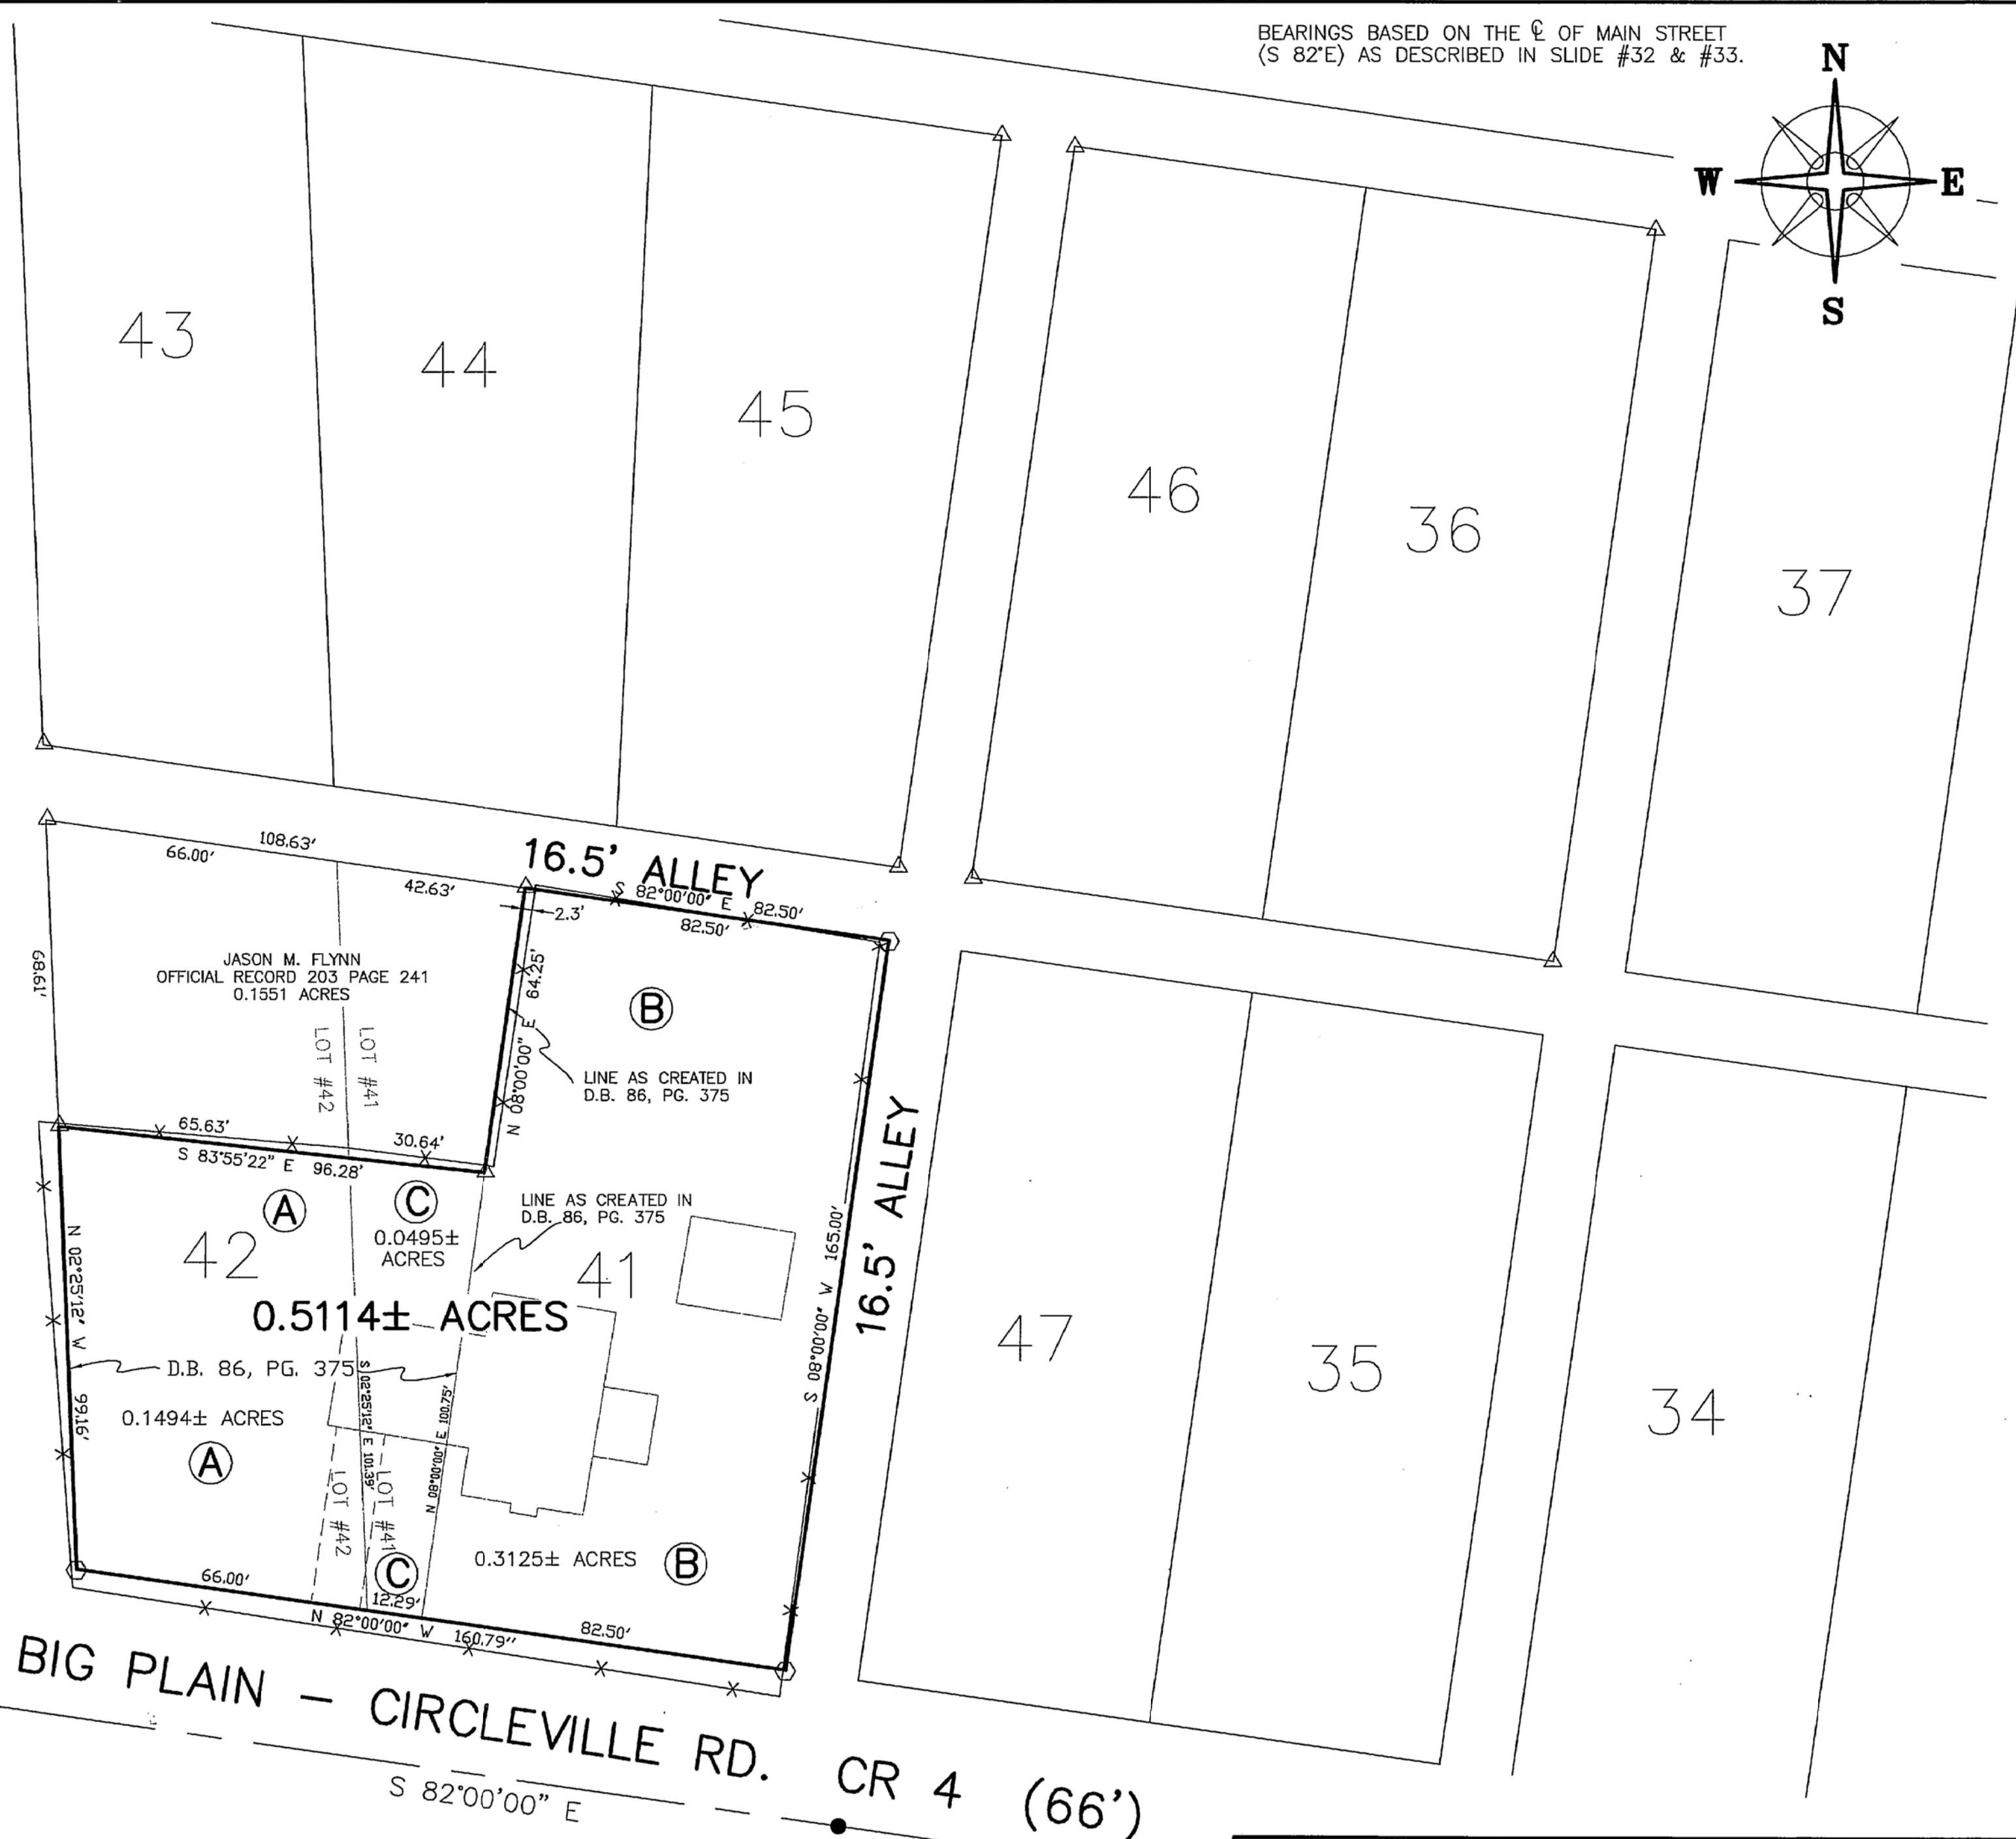 BEARINGS BASED ON THE ℄ OF MAIN STREET
(S 82°E) AS DESCRIBED IN SLIDE #32 & #33.
N
W
E
S
43
44
45
46
36
37
108.63'
66.00'
42.63'
16.5' ALLEY
S 82°00'00" E 82.50'
82.50'
2.3'
68.61'
JASON M. FLYNN
OFFICIAL RECORD 203 PAGE 241
0.1551 ACRES
LOT #42
LOT #41
N 08°00'00" E 64.25'
B
LINE AS CREATED IN
D.B. 86, PG. 375
65.63'
30.64'
S 83°55'22" E 96.28'
A
C
0.0495±
ACRES
LINE AS CREATED IN
D.B. 86, PG. 375
42
41
0.5114± ACRES
N 02°25'12" W 99.16'
D.B. 86, PG. 375
S 02°25'12" E 101.39'
N 08°00'00" E 100.75'
S 08°00'00" W 165.00'
16.5' ALLEY
47
35
34
0.1494± ACRES
A
LOT #42
LOT #41
C
0.3125± ACRES
B
66.00'
12.29'
82.50'
N 82°00'00" W 160.79"
BIG PLAIN – CIRCLEVILLE RD. CR 4 (66')
S 82°00'00" E